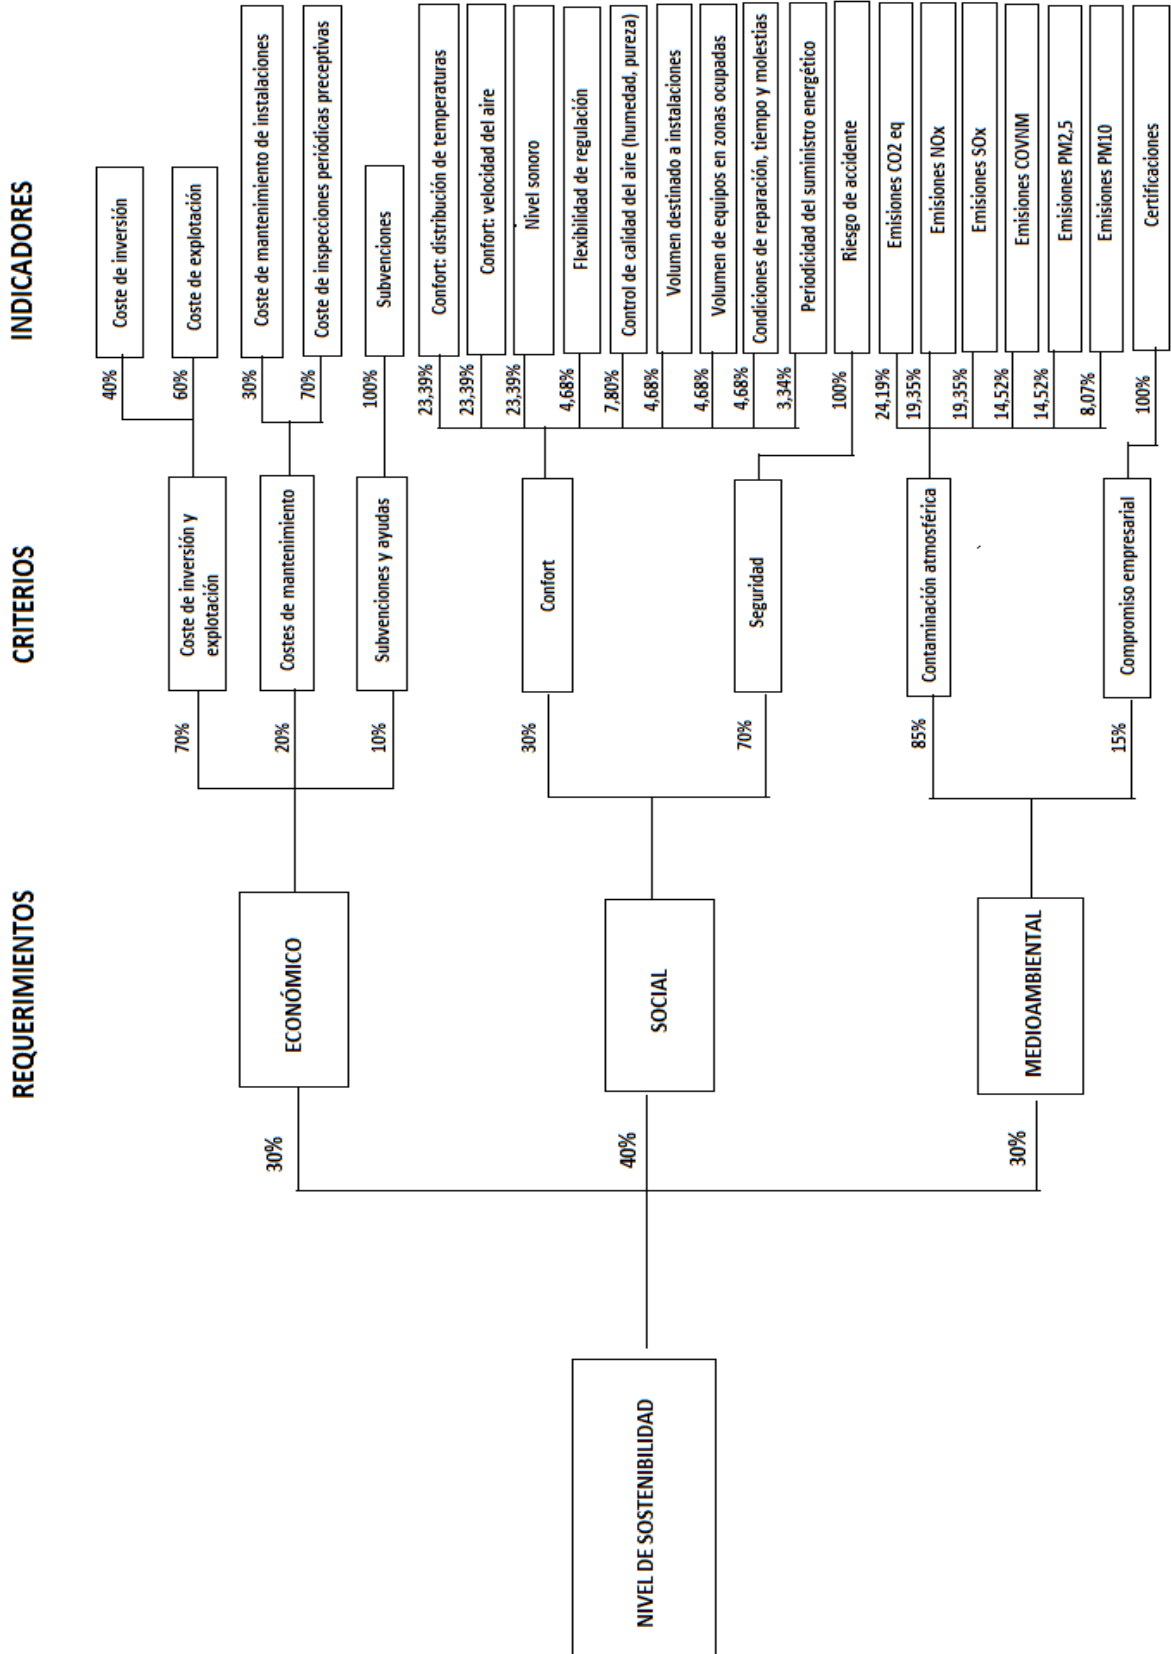 REQUERIMIENTOS
CRITERIOS
INDICADORES
NIVEL DE SOSTENIBILIDAD
30%
ECONÓMICO
70%
Coste de inversión y
explotación
40%
Coste de inversión
60%
Coste de explotación
20%
Costes de mantenimiento
30%
Coste de mantenimiento de instalaciones
70%
Coste de inspecciones periódicas preceptivas
10%
Subvenciones y ayudas
100%
Subvenciones
40%
SOCIAL
30%
Confort
23,39%
Confort: distribución de temperaturas
23,39%
Confort: velocidad del aire
23,39%
Nivel sonoro
4,68%
Flexibilidad de regulación
7,80%
Control de calidad del aire (humedad, pureza)
4,68%
Volumen destinado a instalaciones
4,68%
Volumen de equipos en zonas ocupadas
4,68%
Condiciones de reparación, tiempo y molestias
3,34%
Periodicidad del suministro energético
70%
Seguridad
100%
Riesgo de accidente
30%
MEDIOAMBIENTAL
85%
Contaminación atmosférica
24,19%
Emisiones CO2 eq
19,35%
Emisiones NOx
19,35%
Emisiones SOx
14,52%
Emisiones COVNM
14,52%
Emisiones PM2,5
8,07%
Emisiones PM10
15%
Compromiso empresarial
100%
Certificaciones